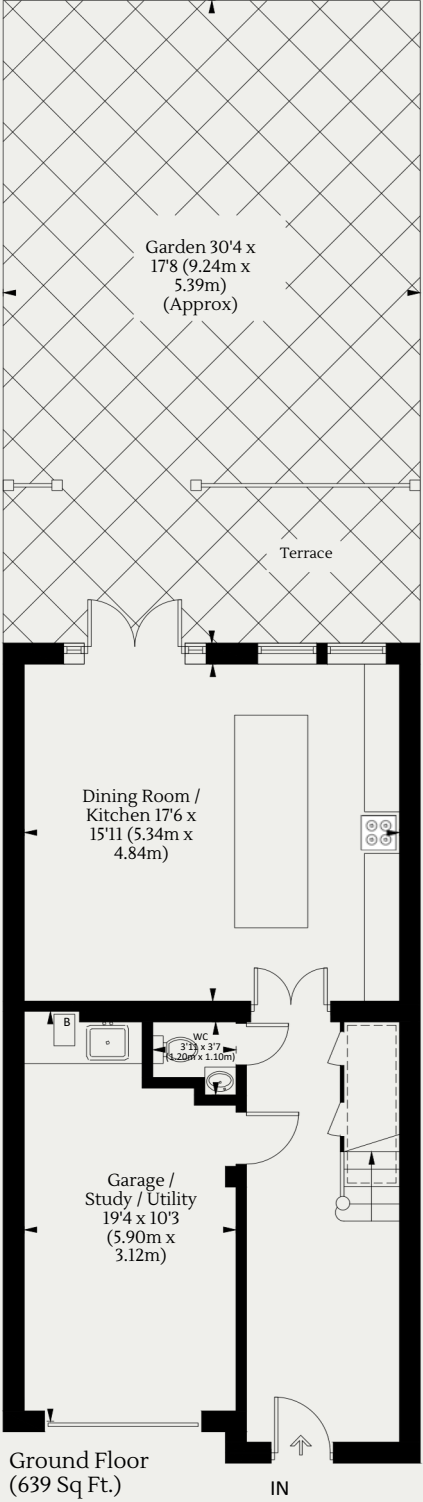 Garden 30'4 x
17'8 (9.24m x
5.39m)
(Approx)
Terrace
Dining Room /
Kitchen 17'6 x
15'11 (5.34m x
4.84m)
B
WC
3'11 x 3'7
(1.20m x 1.10m)
Garage /
Study / Utility
19'4 x 10'3
(5.90m x
3.12m)
Ground Floor
(639 Sq Ft.)
IN